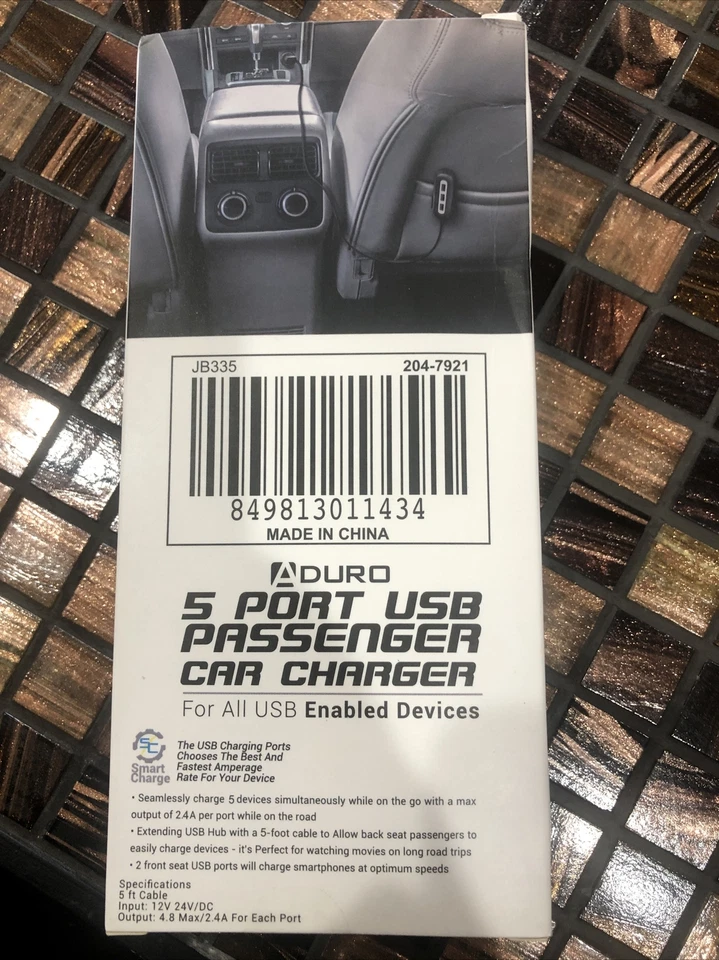 JB335 204-7921
849813011434
MADE IN CHINA
ADURO
5 PORT USB
PASSENGER
CAR CHARGER
For All USB Enabled Devices
SC
Smart
Charge
The USB Charging Ports
Chooses The Best And
Fastest Amperage
Rate For Your Device
• Seamlessly charge 5 devices simultaneously while on the go with a max
output of 2.4A per port while on the road
• Extending USB Hub with a 5-foot cable to Allow back seat passengers to
easily charge devices - it's Perfect for watching movies on long road trips
• 2 front seat USB ports will charge smartphones at optimum speeds
Specifications
5 ft Cable
Input: 12V 24V/DC
Output: 4.8 Max/2.4A For Each Port